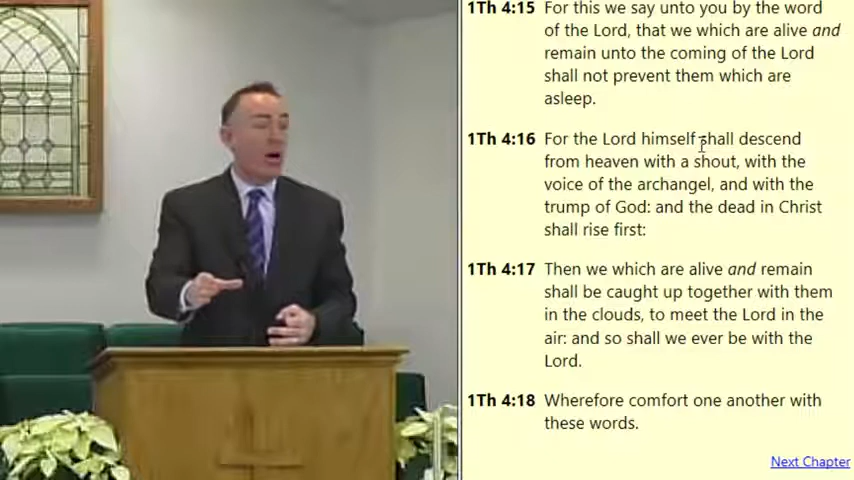 1Th 4:15 For this we say unto you by the word
of the Lord, that we which are alive and
remain unto the coming of the Lord
shall not prevent them which are
asleep.
1Th 4:16 For the Lord himself shall descend
from heaven with a shout, with the
voice of the archangel, and with the
trump of God: and the dead in Christ
shall rise first:
1Th 4:17 Then we which are alive and remain
shall be caught up together with them
in the clouds, to meet the Lord in the
air: and so shall we ever be with the
Lord.
1Th 4:18 Wherefore comfort one another with
these words.
Next Chapter